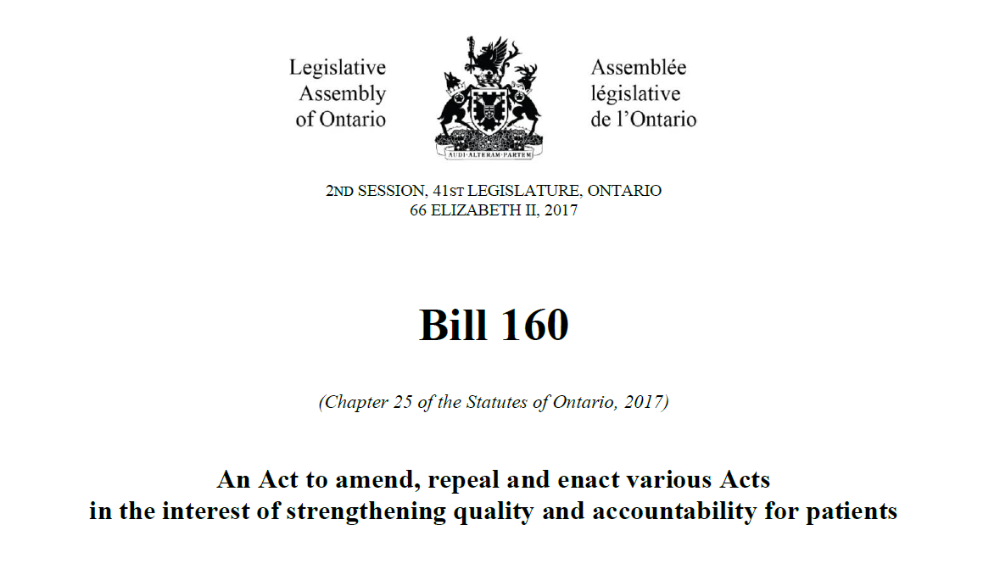 Legislative
Assembly
of Ontario
AUDI·ALTERAM·PARTEM
Assemblée
législative
de l'Ontario
2ND SESSION, 41ST LEGISLATURE, ONTARIO
66 ELIZABETH II, 2017
Bill 160
(Chapter 25 of the Statutes of Ontario, 2017)
An Act to amend, repeal and enact various Acts
in the interest of strengthening quality and accountability for patients